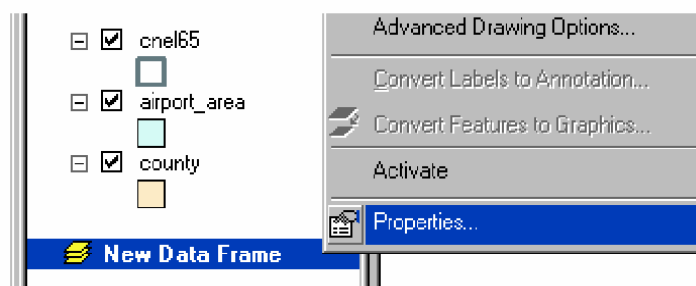 cnel65
airport_area
county
New Data Frame
Advanced Drawing Options...
Convert Labels to Annotation...
Convert Features to Graphics...
Activate
Properties...